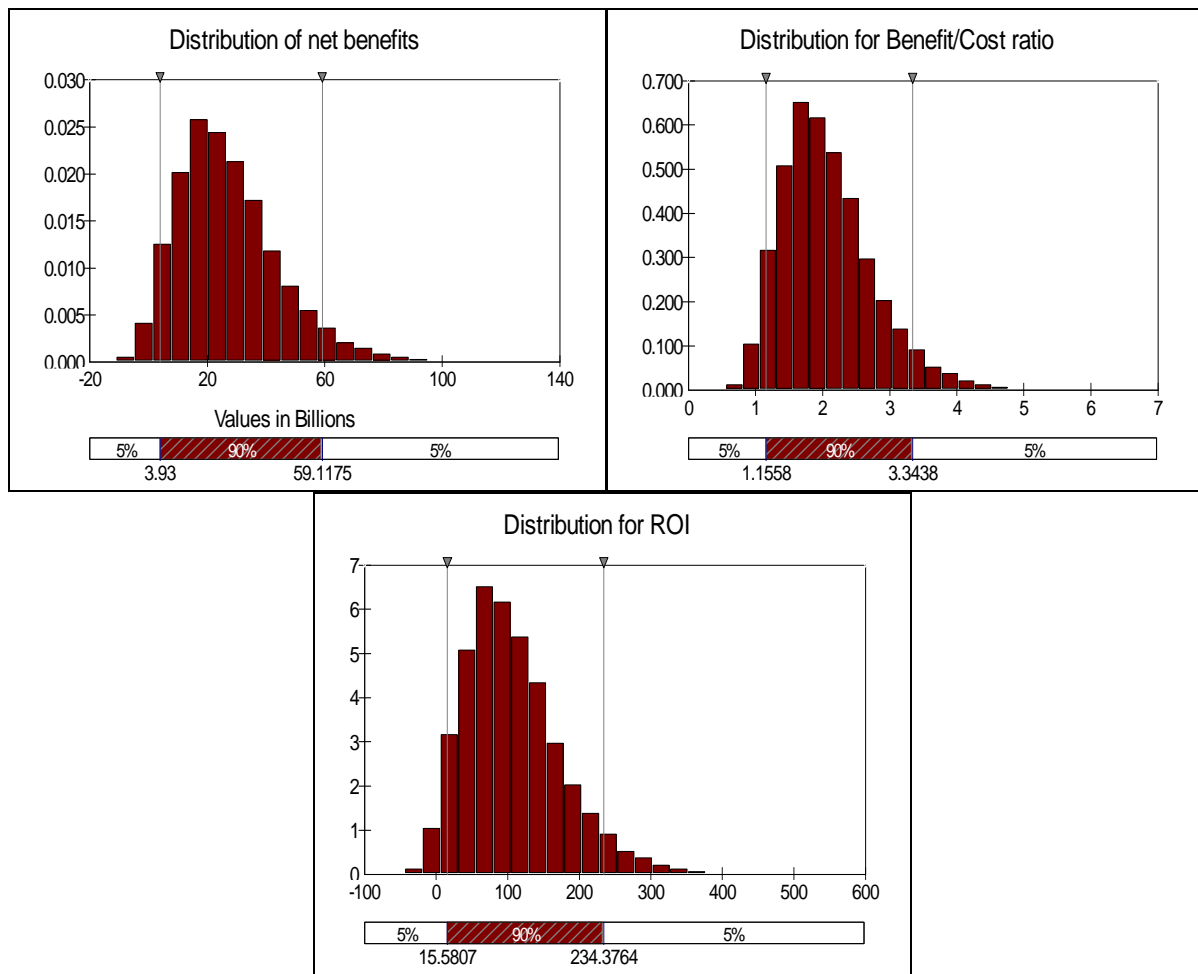 Distribution of net benefits
0.030
0.025
0.020
0.015
0.010
0.005
0.000
-20 20 60 100 140
Values in Billions
5% 90% 5%
3.93 59.1175
Distribution for Benefit/Cost ratio
0.700
0.600
0.500
0.400
0.300
0.200
0.100
0.000
0 1 2 3 4 5 6 7
5% 90% 5%
1.1558 3.3438
Distribution for ROI
7
6
5
4
3
2
1
0
-100 0 100 200 300 400 500 600
5% 90% 5%
15.5807 234.3764